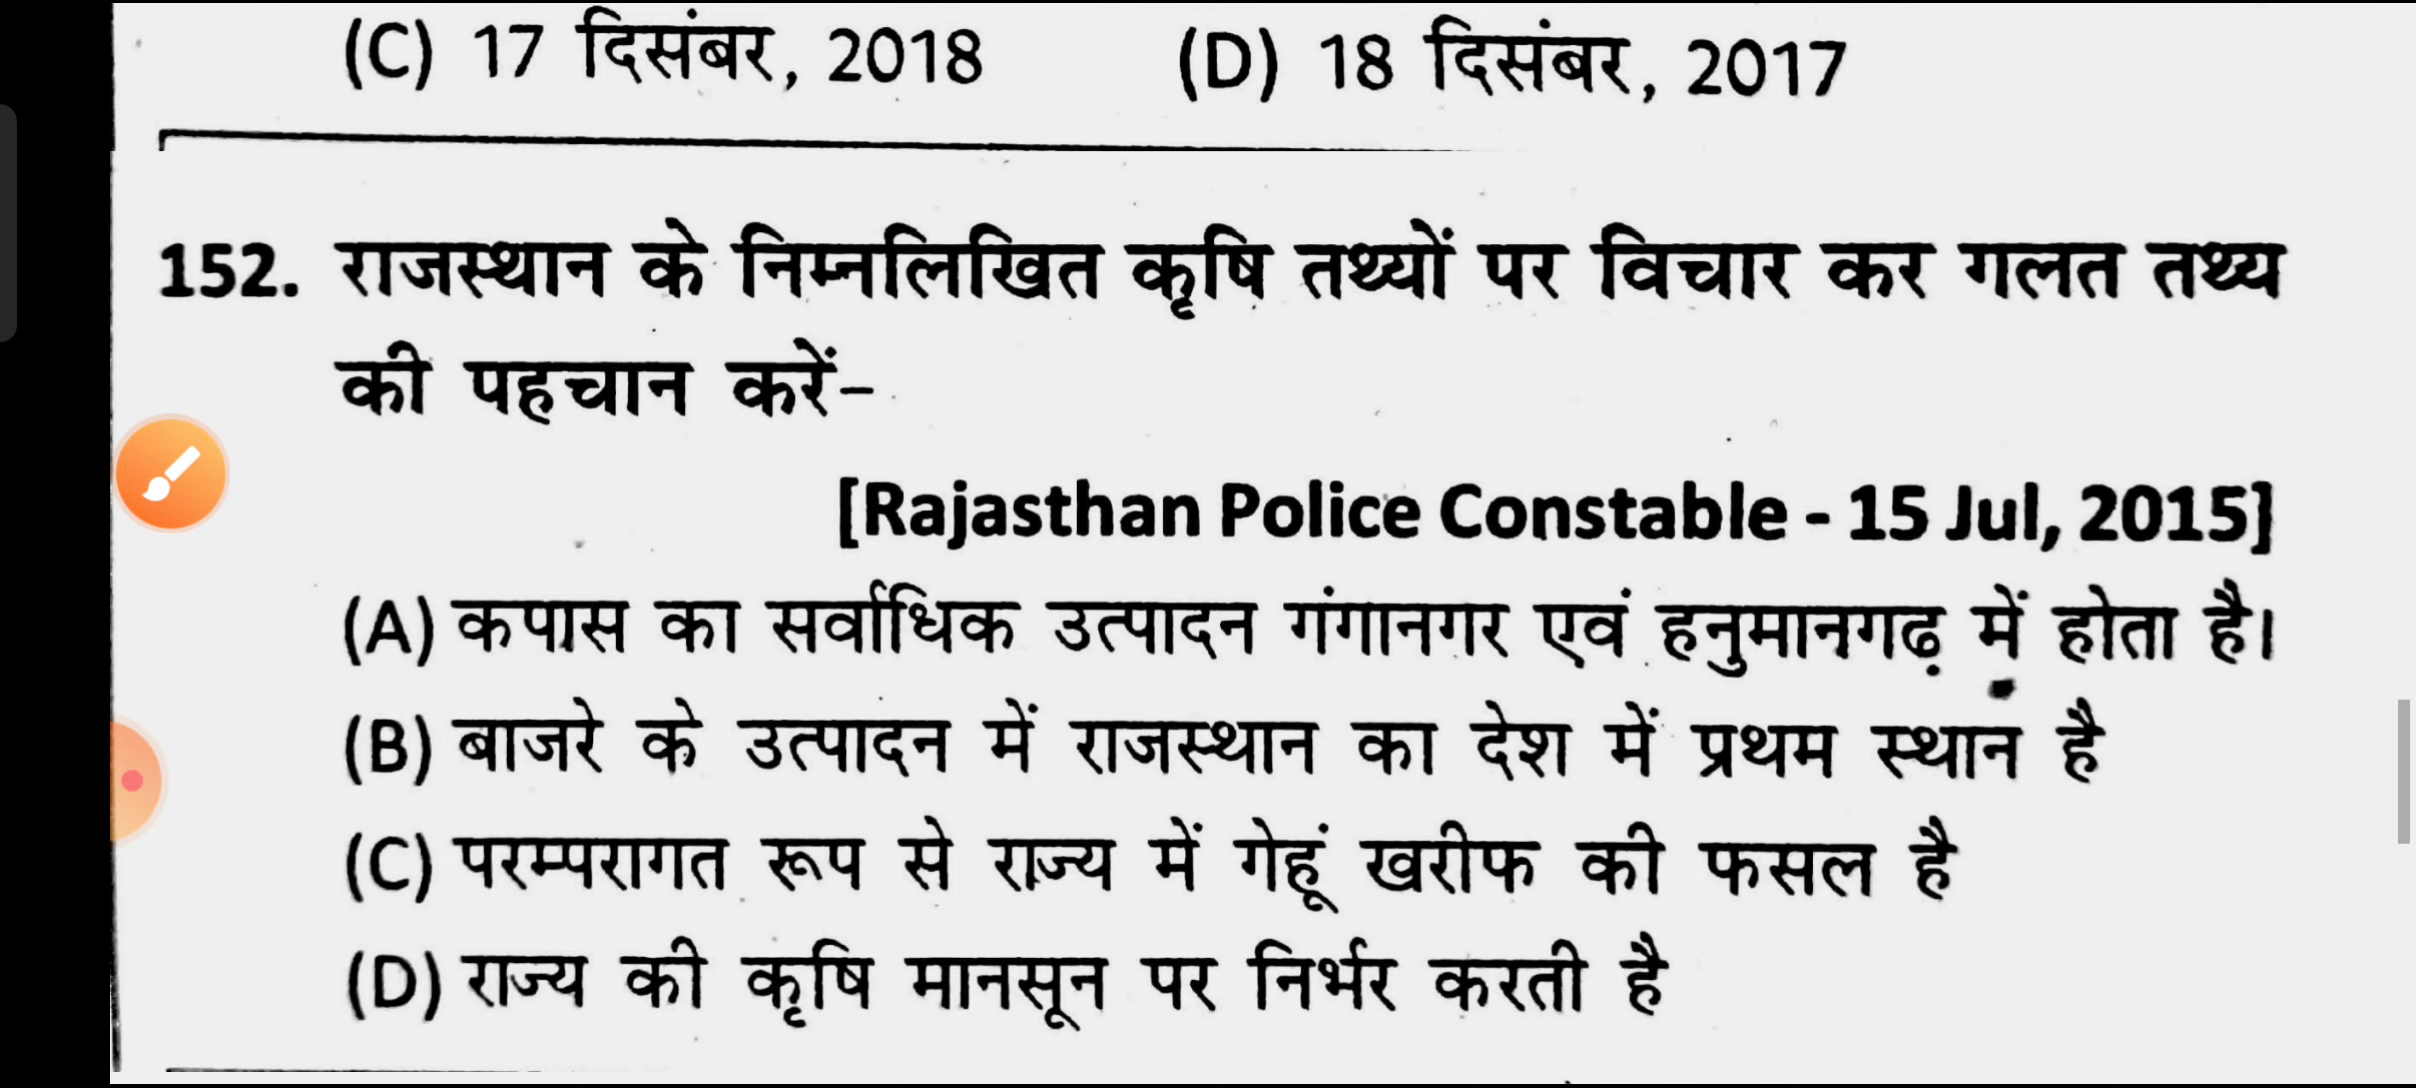 (C) 17 दिसंबर, 2018 (D) 18 दिसंबर, 2017
152. राजस्थान के निम्नलिखित कृषि तथ्यों पर विचार कर गलत तथ्य
की पहचान करें-
[Rajasthan Police Constable - 15 Jul, 2015]
(A) कपास का सर्वाधिक उत्पादन गंगानगर एवं हनुमानगढ़ में होता है।
(B) बाजरे के उत्पादन में राजस्थान का देश में प्रथम स्थान है
(C) परम्परागत रूप से राज्य में गेहूं खरीफ की फसल है
(D) राज्य की कृषि मानसून पर निर्भर करती है